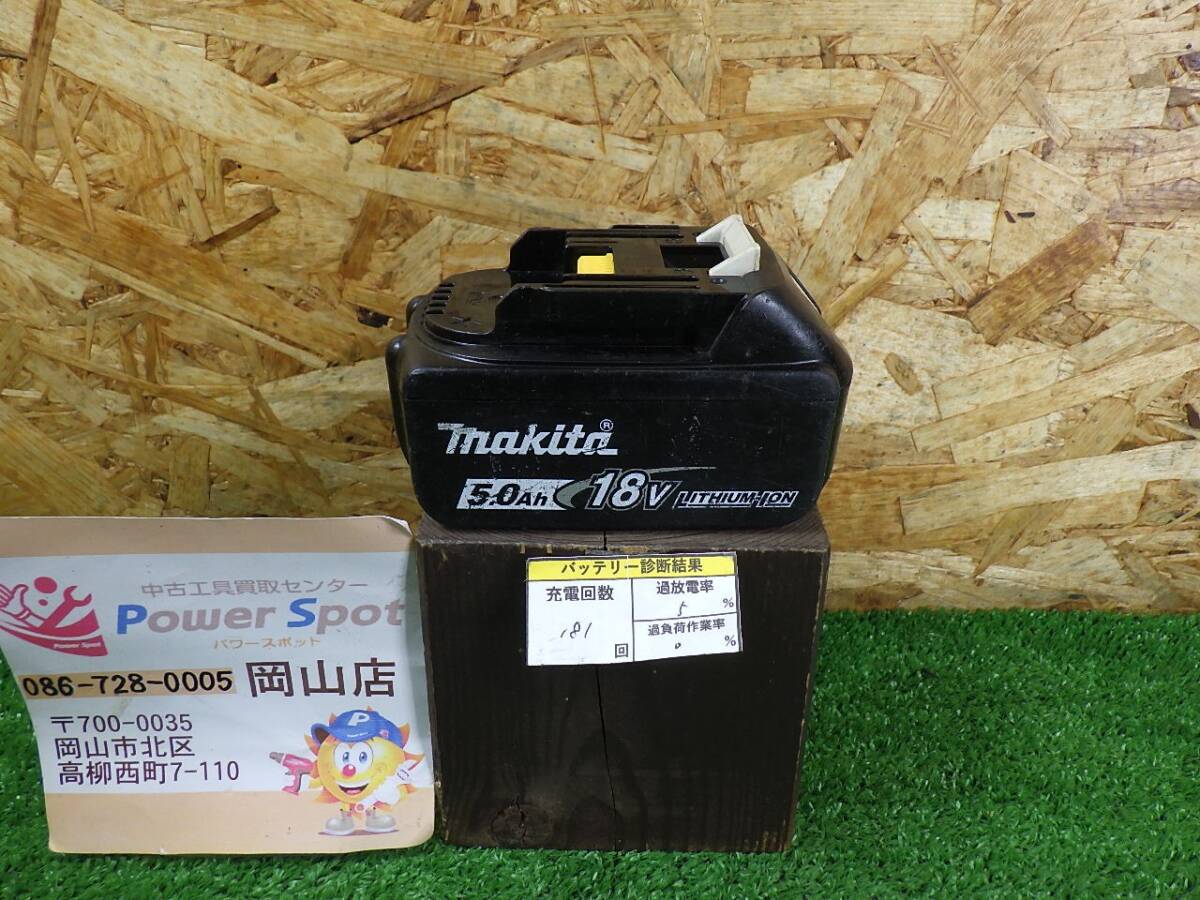 makita®
5.0Ah 18V LITHIUM-ION
バッテリー診断結果
充電回数
181
回
過放電率
5 %
過負荷作業率
0 %
中古工具買取センター
Power Spot
パワースポット
Power Spot
086-728-0005 岡山店
〒700-0035
岡山市北区
高柳西町7-110
P